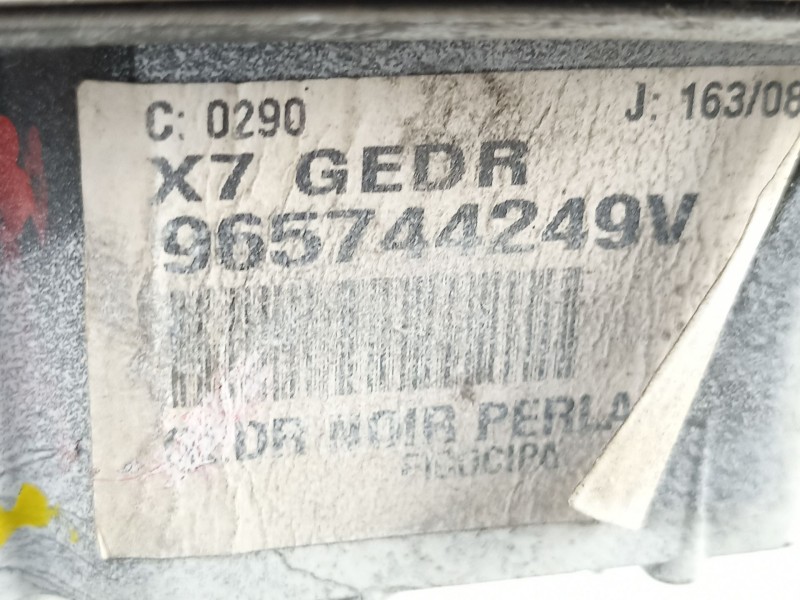 C: 0290 J: 163/08
X7 GEDR
965744249V
DR NOIR PERLA